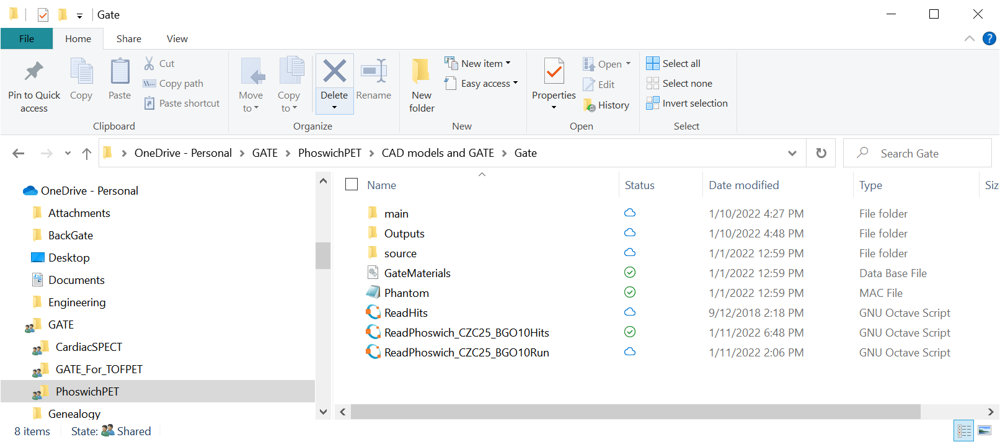 Gate
File Home Share View
Pin to Quick access
Copy
Paste
Cut
Copy path
Paste shortcut
Clipboard
Move to
Copy to
Delete
Rename
Organize
New folder
New item
Easy access
New
Properties
Open
Edit
History
Open
Select all
Select none
Invert selection
Select
OneDrive - Personal > GATE > PhoswichPET > CAD models and GATE > Gate
Search Gate
OneDrive - Personal
Attachments
BackGate
Desktop
Documents
Engineering
GATE
CardiacSPECT
GATE_For_TOFPET
PhoswichPET
Genealogy
Name Status Date modified Type Siz
main 1/10/2022 4:27 PM File folder
Outputs 1/10/2022 4:48 PM File folder
source 1/1/2022 12:59 PM File folder
GateMaterials 1/1/2022 12:59 PM Data Base File
Phantom 1/1/2022 12:59 PM MAC File
ReadHits 9/12/2018 2:18 PM GNU Octave Script
ReadPhoswich_CZC25_BGO10Hits 1/11/2022 6:48 PM GNU Octave Script
ReadPhoswich_CZC25_BGO10Run 1/11/2022 2:06 PM GNU Octave Script
8 items State: Shared